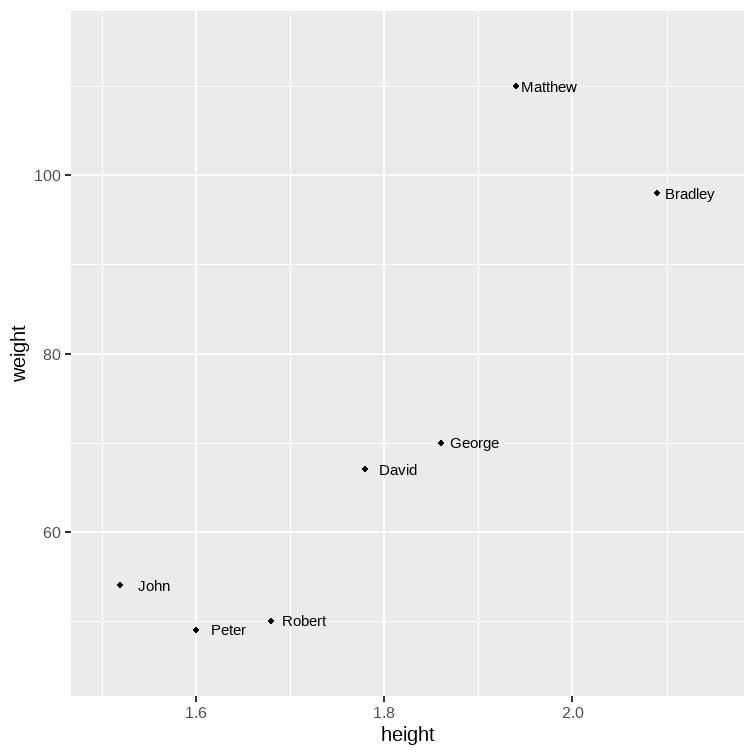 Matthew
100
Bradley
weight
80
George
David
60
John
Robert
Peter
1.6
1.8
2.0
height